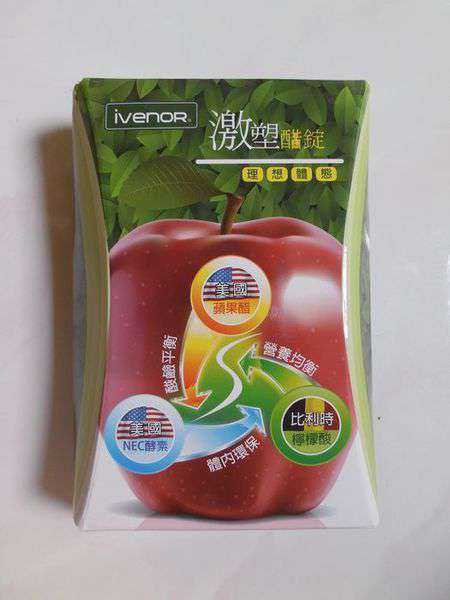 ivenor®
激塑醋錠
理想體態
美國
蘋果醋
酸鹼平衡
營養均衡
美國
NEC酵素
比利時
檸檬酸
體內環保